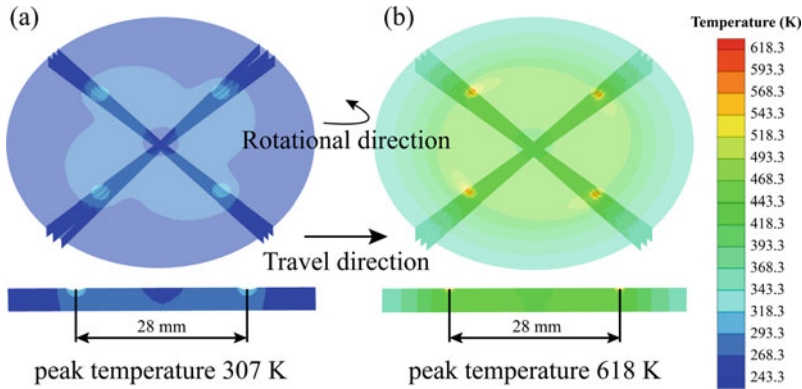 (a)
(b)
Temperature (K)
618.3
593.3
568.3
543.3
518.3
493.3
468.3
443.3
418.3
393.3
368.3
343.3
318.3
293.3
268.3
243.3
Rotational direction
Travel direction
28 mm
28 mm
peak temperature 307 K
peak temperature 618 K